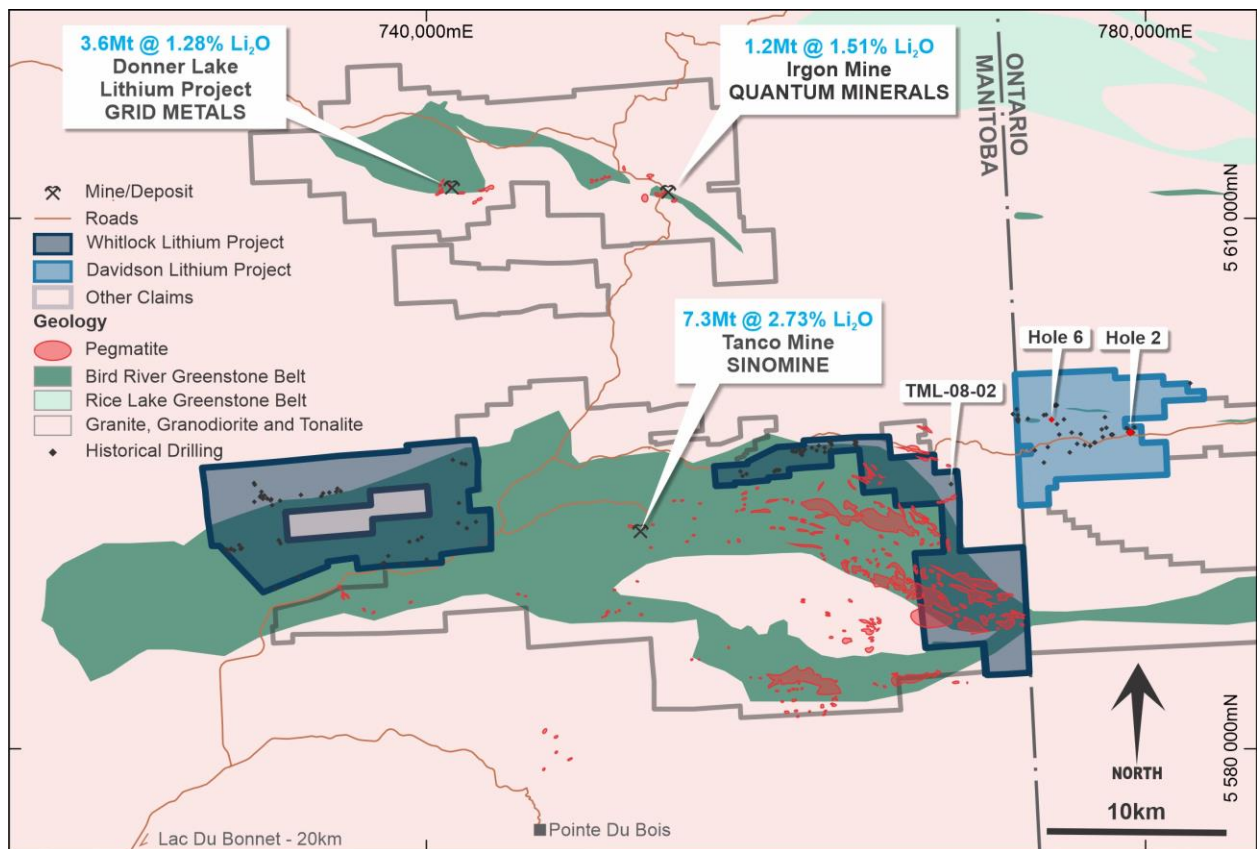 740,000mE
780,000mE
3.6Mt @ 1.28% Li₂O
Donner Lake
Lithium Project
GRID METALS
1.2Mt @ 1.51% Li₂O
Irgon Mine
QUANTUM MINERALS
ONTARIO
MANITOBA
5 610 000mN
Mine/Deposit
Roads
Whitlock Lithium Project
Davidson Lithium Project
Other Claims
Geology
Pegmatite
Bird River Greenstone Belt
Rice Lake Greenstone Belt
Granite, Granodiorite and Tonalite
Historical Drilling
7.3Mt @ 2.73% Li₂O
Tanco Mine
SINOMINE
Hole 6
Hole 2
TML-08-02
5 580 000mN
NORTH
10km
Pointe Du Bois
Lac Du Bonnet - 20km